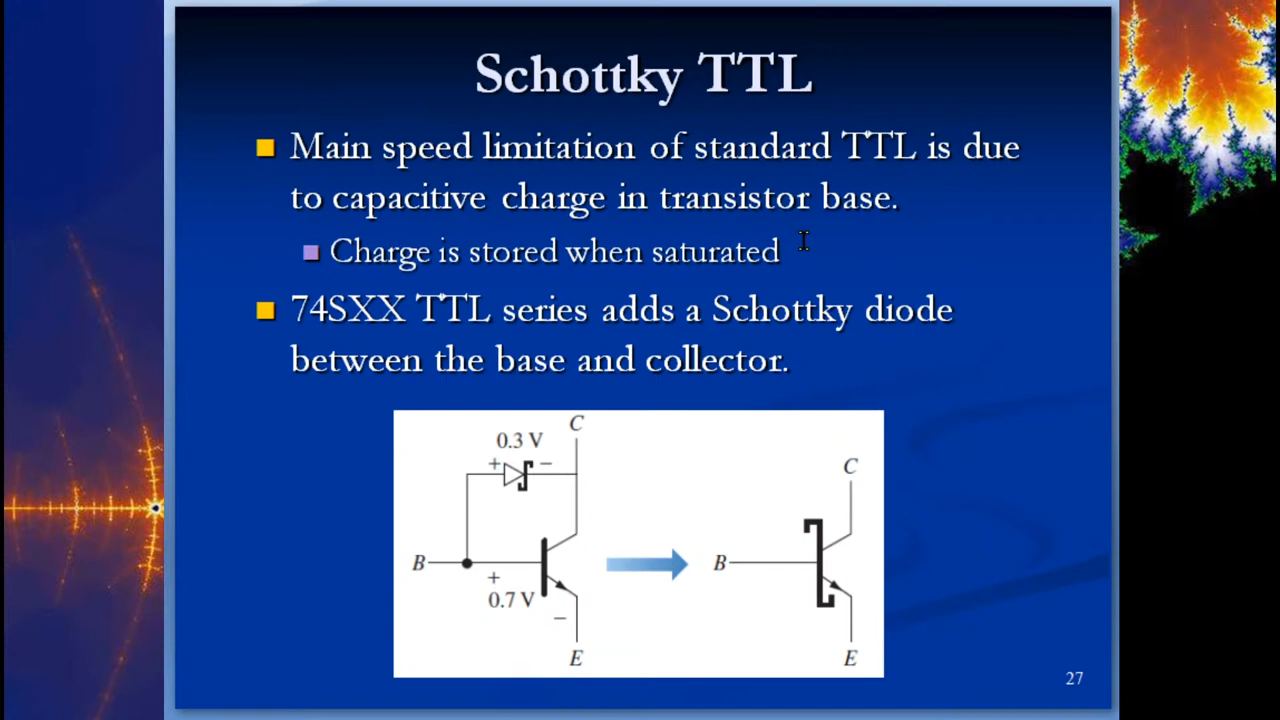 Schottky TTL
Main speed limitation of standard TTL is due
to capacitive charge in transistor base.
Charge is stored when saturated
74SXX TTL series adds a Schottky diode
between the base and collector.
C
0.3 V
+ −
C
B
+
0.7 V
−
E
B
E
27